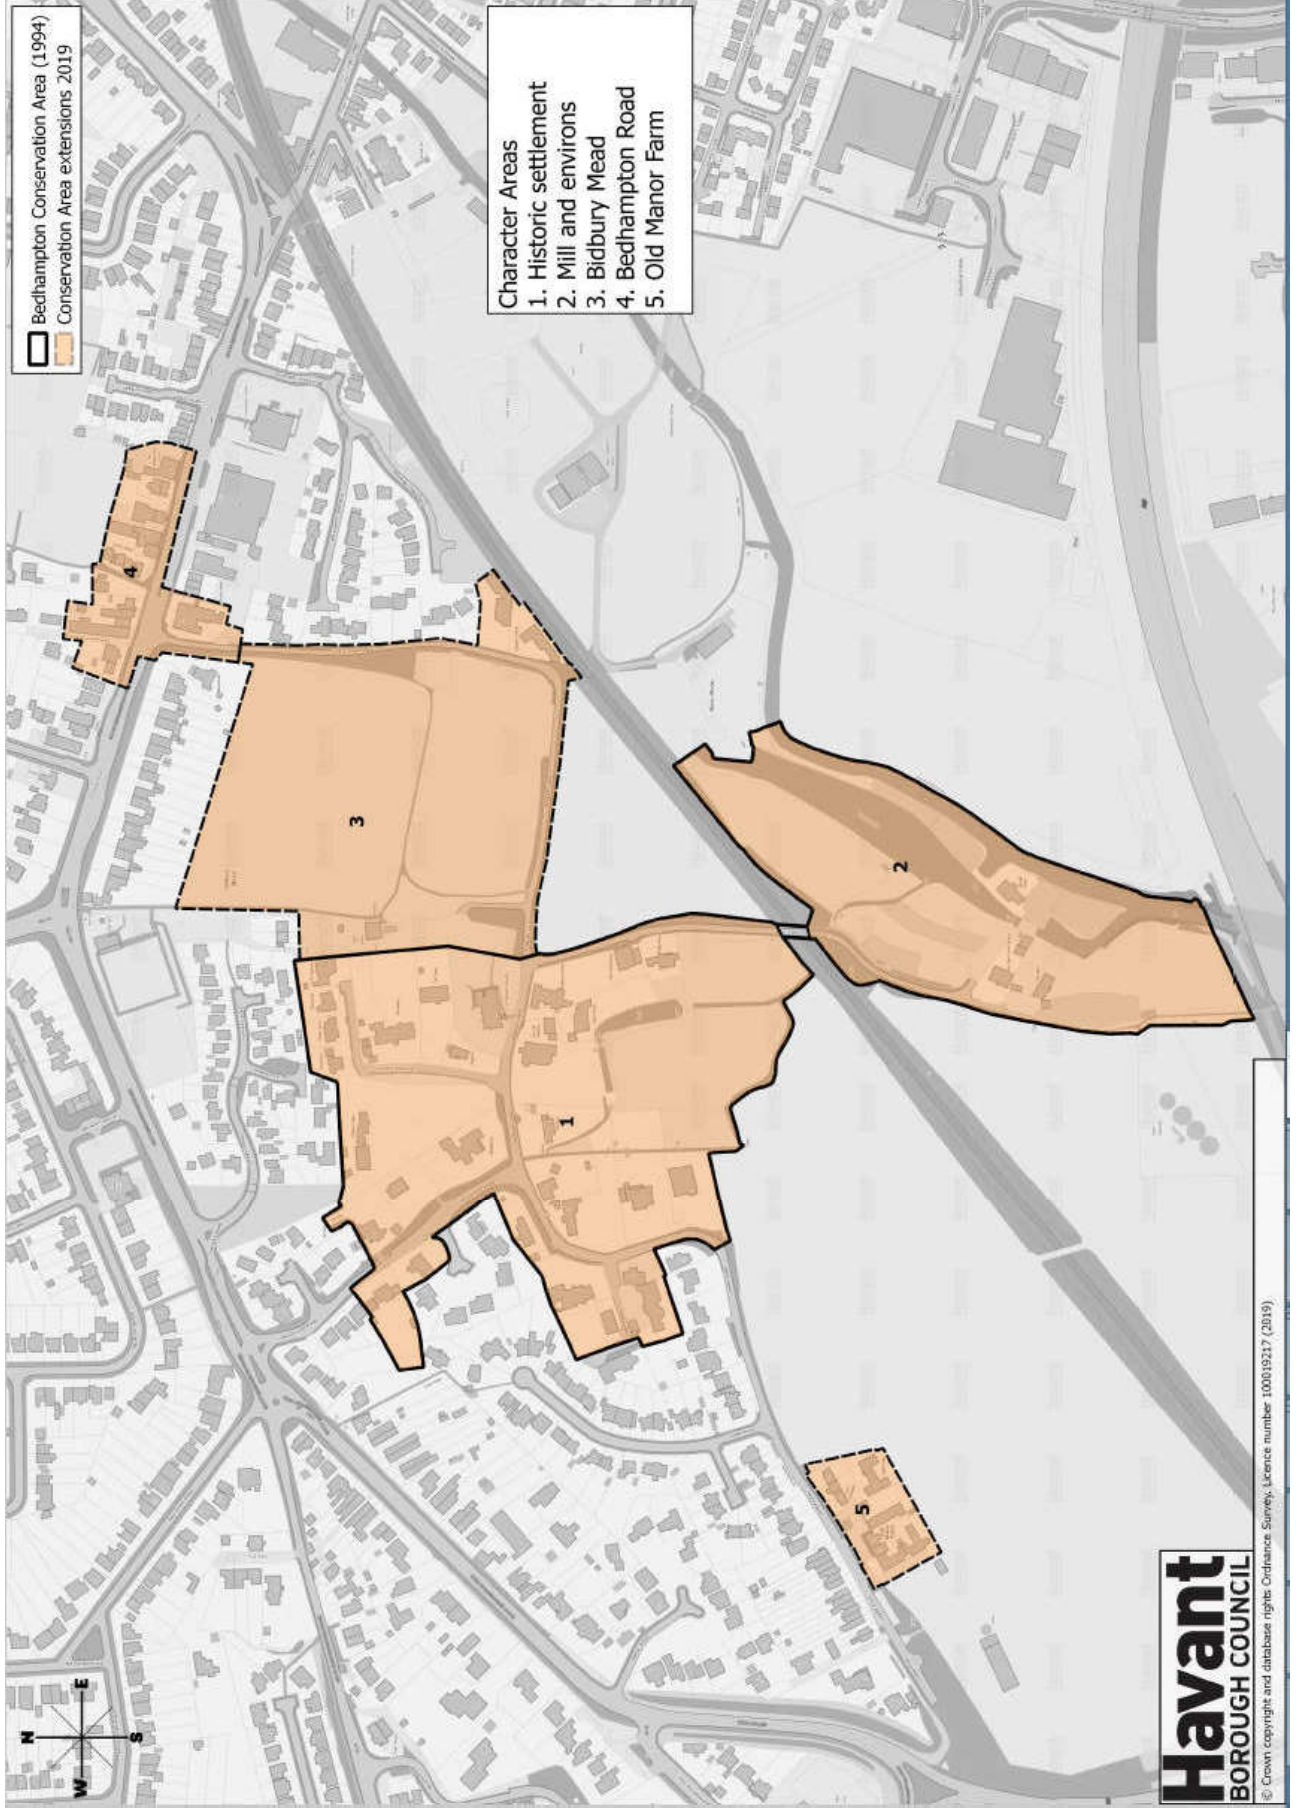 Bedhampton Conservation Area (1994)
Conservation Area extensions 2019
Character Areas
1. Historic settlement
2. Mill and environs
3. Bidbury Mead
4. Bedhampton Road
5. Old Manor Farm
4
3
2
1
5
N
W
E
S
Havant
BOROUGH COUNCIL
© Crown copyright and database rights Ordnance Survey. Licence number 100019217 (2019)